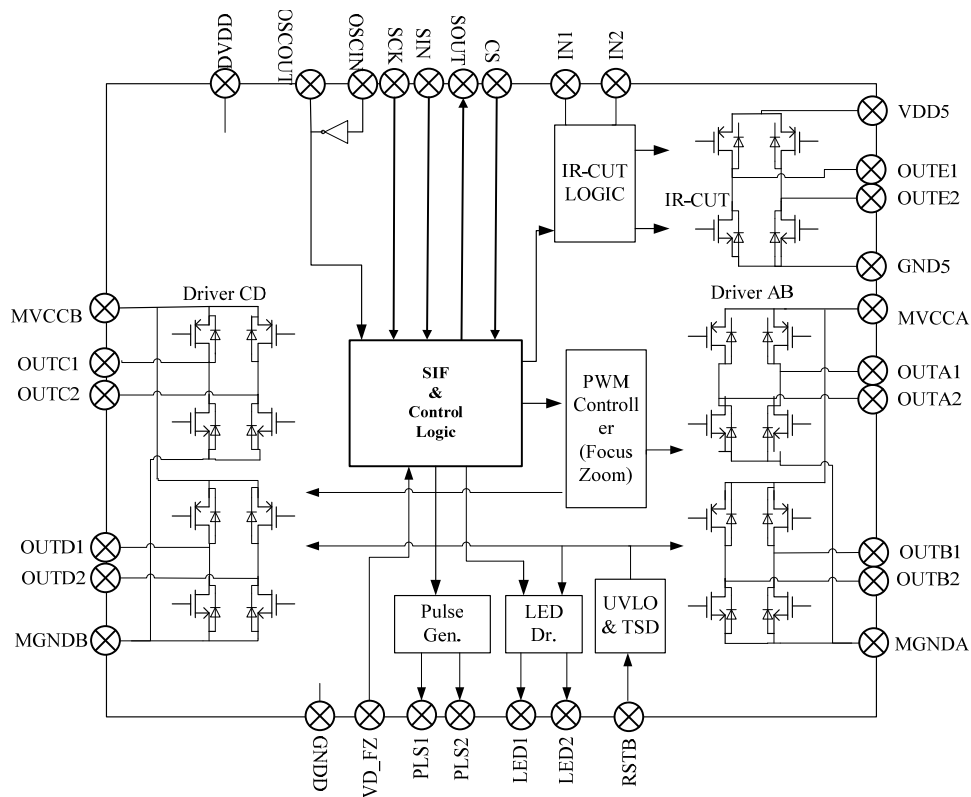 DVDD
OSCOUT
OSCIN
SCK
SIN
SOUT
CS
IN1
IN2
VDD5
OUTE1
OUTE2
GND5
IR-CUT
LOGIC
IR-CUT
Driver CD
Driver AB
MVCCB
OUTC1
OUTC2
MVCCA
OUTA1
OUTA2
SIF
&
Control
Logic
PWM
Controll
er
(Focus
Zoom)
OUTD1
OUTD2
MGNDB
OUTB1
OUTB2
MGNDA
Pulse
Gen.
LED
Dr.
UVLO
& TSD
GNDD
VD_FZ
PLS1
PLS2
LED1
LED2
RSTB